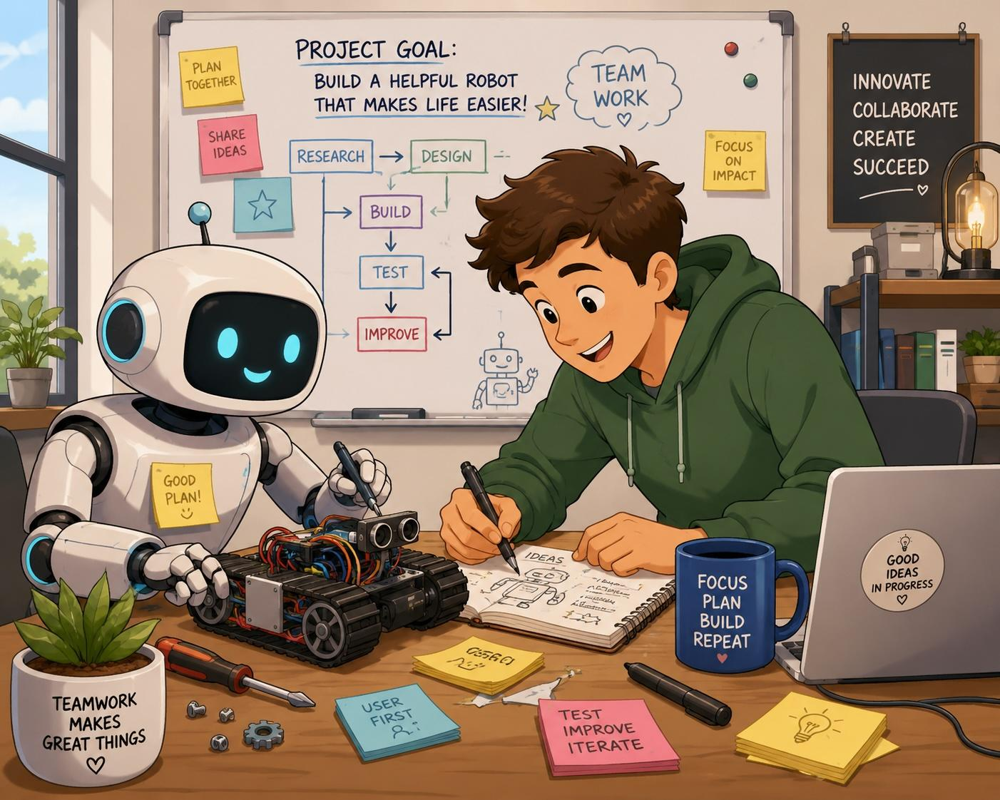 PROJECT GOAL:
BUILD A HELPFUL ROBOT
THAT MAKES LIFE EASIER!
PLAN
TOGETHER
SHARE
IDEAS
TEAM
WORK
FOCUS
ON
IMPACT
INNOVATE
COLLABORATE
CREATE
SUCCEED
RESEARCH
DESIGN
BUILD
TEST
IMPROVE
GOOD
PLAN!
IDEAS
FOCUS
PLAN
BUILD
REPEAT
GOOD
IDEAS
IN PROGRESS
TEAMWORK
MAKES
GREAT THINGS
USER
FIRST
TEST
IMPROVE
ITERATE